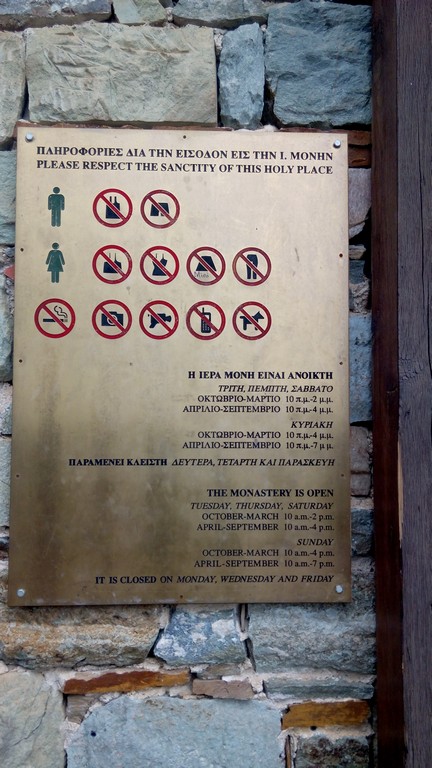 ΠΛΗΡΟΦΟΡΙΕΣ ΔΙΑ ΤΗΝ ΕΙΣΟΔΟΝ ΕΙΣ ΤΗΝ Ι. ΜΟΝΗΝ
PLEASE RESPECT THE SANCTITY OF THIS HOLY PLACE
Η ΙΕΡΑ ΜΟΝΗ ΕΙΝΑΙ ΑΝΟΙΚΤΗ
ΤΡΙΤΗ, ΠΕΜΠΤΗ, ΣΑΒΒΑΤΟ
ΟΚΤΩΒΡΙΟ-ΜΑΡΤΙΟ 10 π.μ.-2 μ.μ.
ΑΠΡΙΛΙΟ-ΣΕΠΤΕΜΒΡΙΟ 10 π.μ.-4 μ.μ.
ΚΥΡΙΑΚΗ
ΟΚΤΩΒΡΙΟ-ΜΑΡΤΙΟ 10 π.μ.-4 μ.μ.
ΑΠΡΙΛΙΟ-ΣΕΠΤΕΜΒΡΙΟ 10 π.μ.-7 μ.μ
ΠΑΡΑΜΕΝΕΙ ΚΛΕΙΣΤΗ ΔΕΥΤΕΡΑ, ΤΕΤΑΡΤΗ ΚΑΙ ΠΑΡΑΣΚΕΥΗ
THE MONASTERY IS OPEN
TUESDAY, THURSDAY, SATURDAY
OCTOBER-MARCH 10 a.m.-2 p.m.
APRIL-SEPTEMBER 10 a.m.-4 p.m.
SUNDAY
OCTOBER-MARCH 10 a.m.-4 p.m.
APRIL-SEPTEMBER 10 a.m.-7 p.m.
IT IS CLOSED ON MONDAY, WEDNESDAY AND FRIDAY